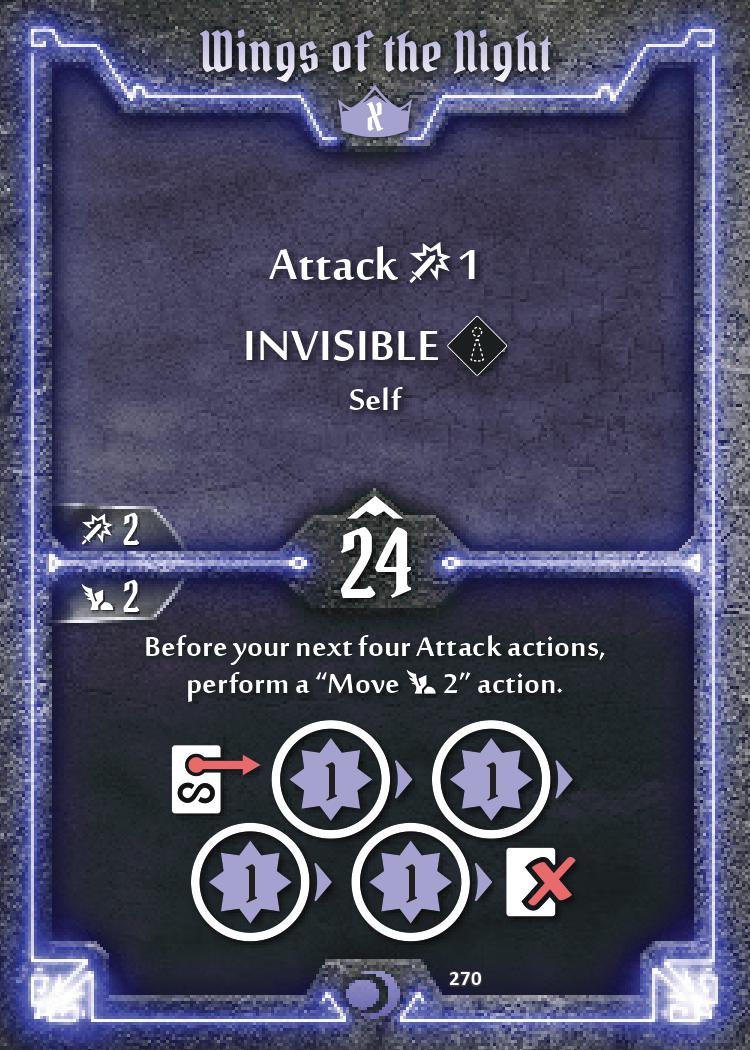 Wings of the Night
X
Attack 1
INVISIBLE
Self
2
24
2
Before your next four Attack actions,
perform a “Move 2” action.
1 1
1 1
270